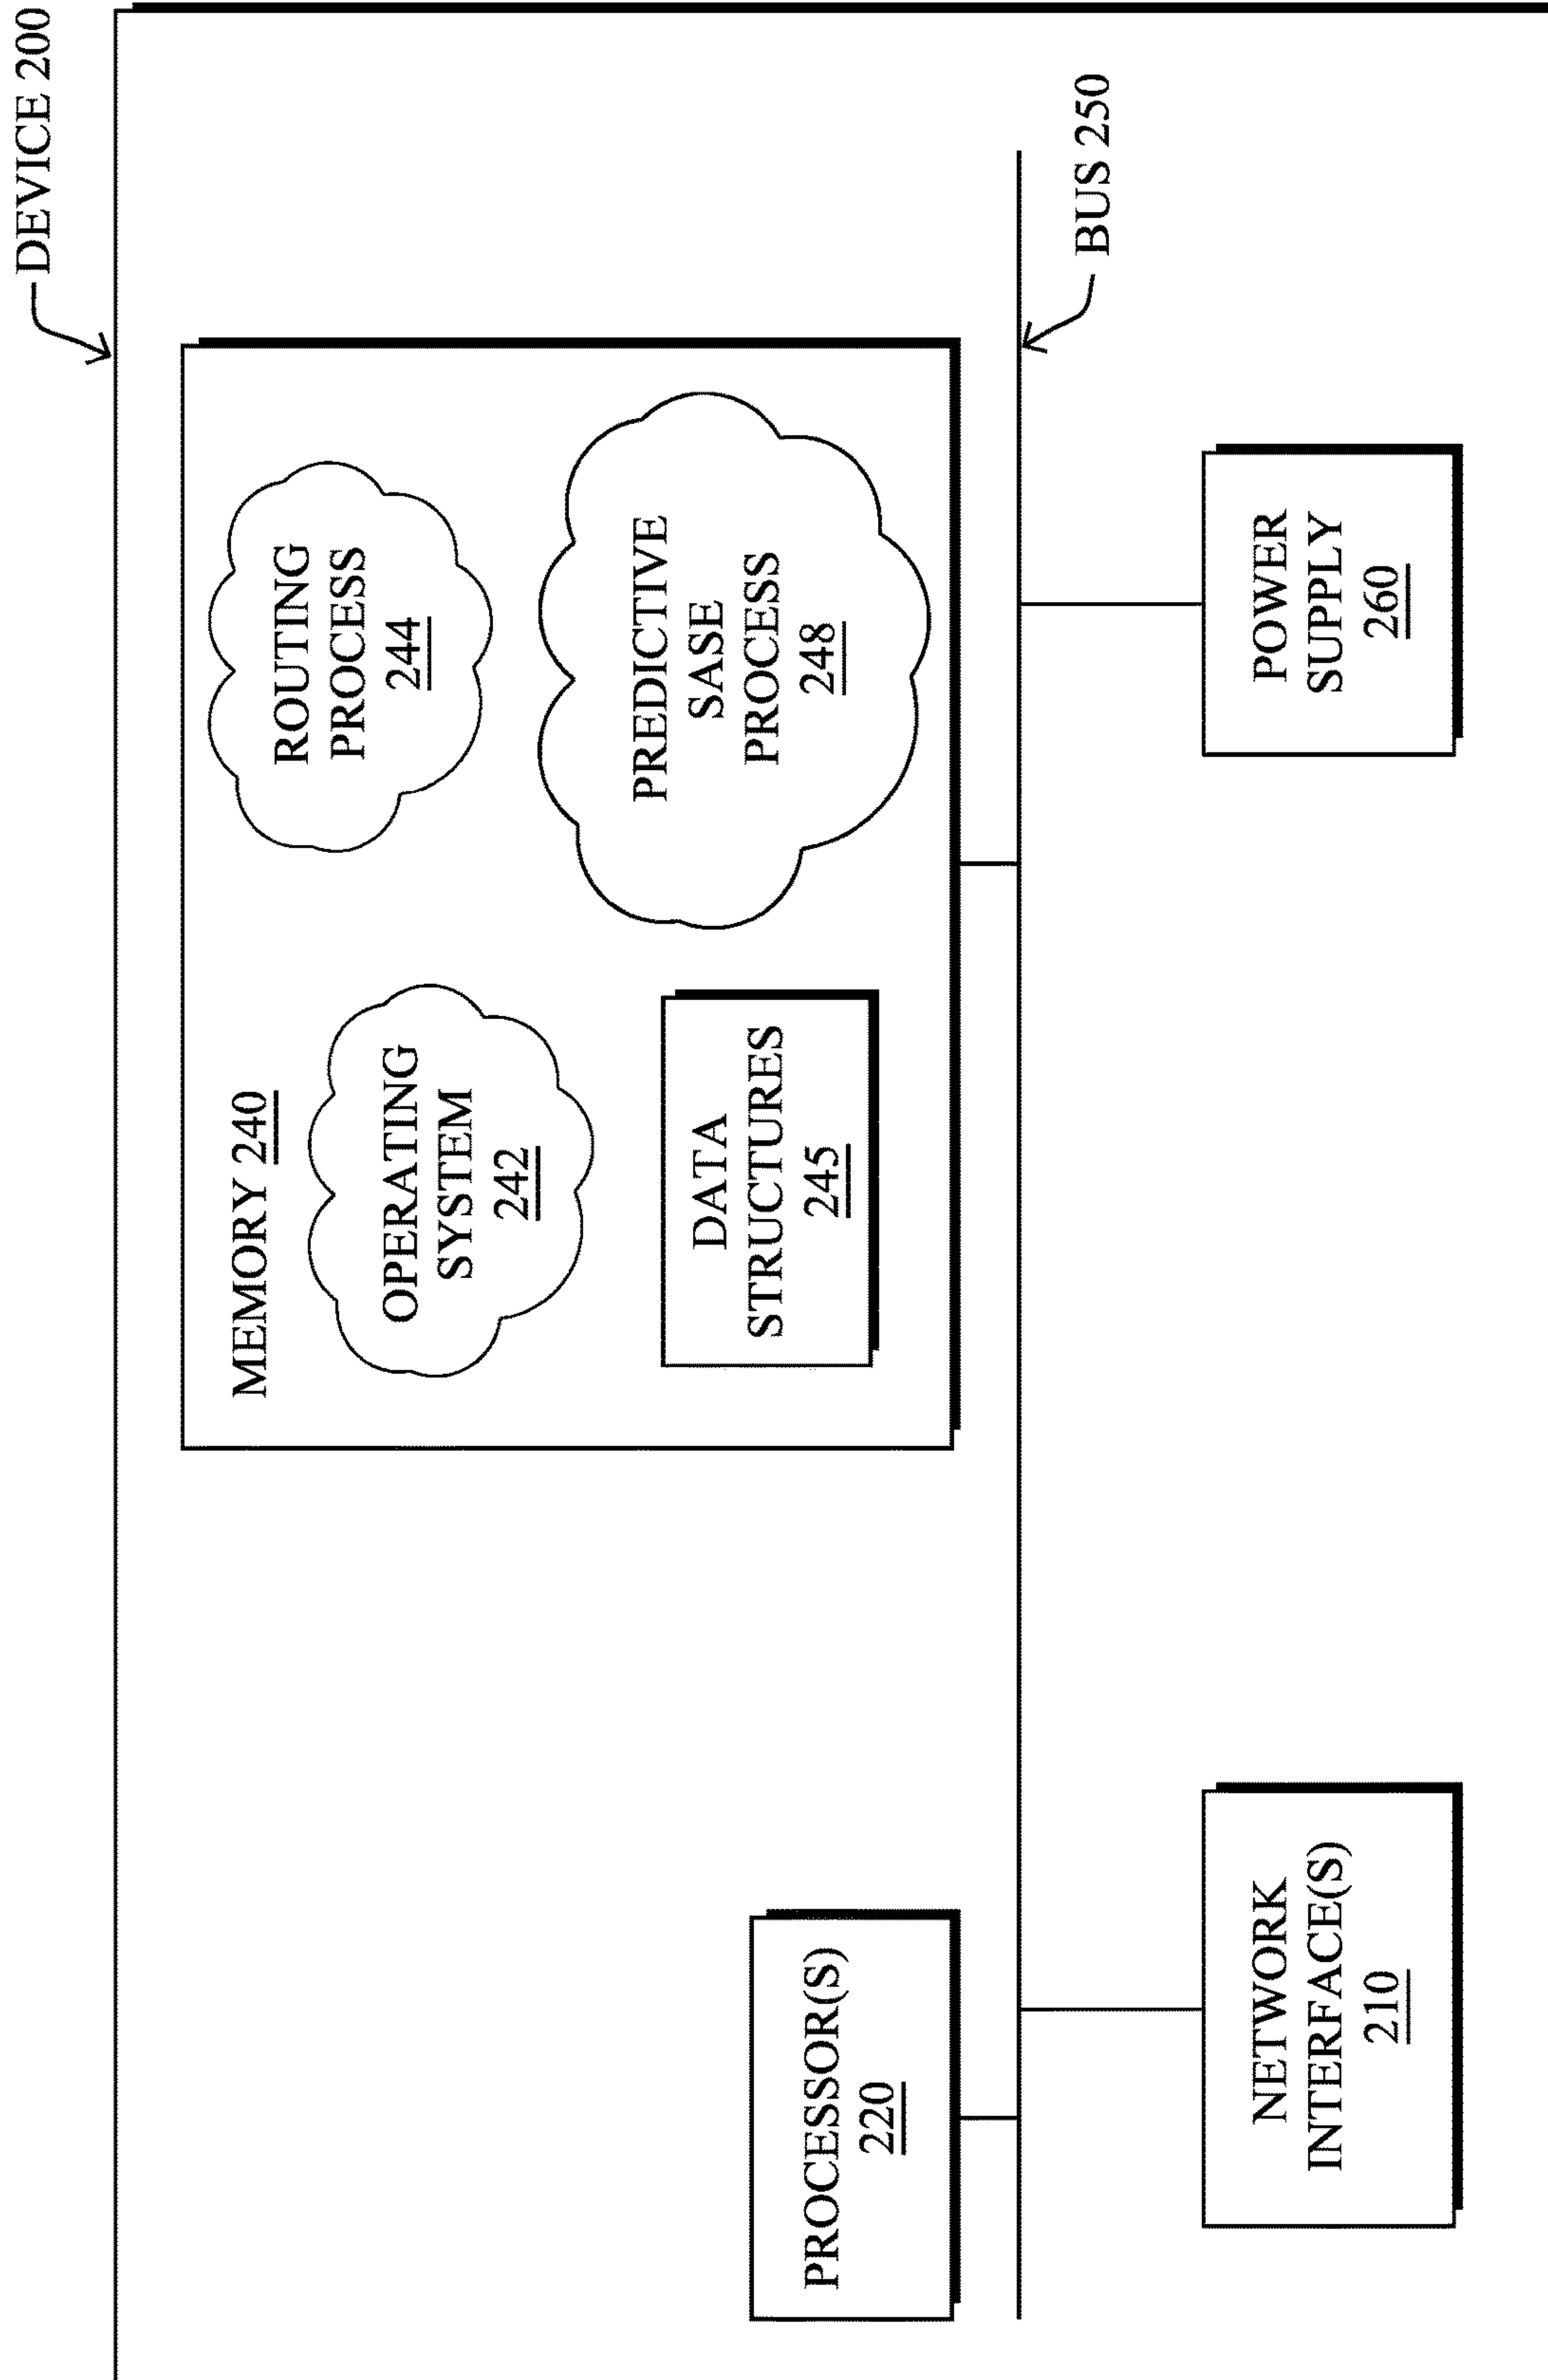 DEVICE 200
MEMORY 240
OPERATING
SYSTEM
242
ROUTING
PROCESS
244
DATA
STRUCTURES
245
PREDICTIVE
SASE
PROCESS
248
PROCESSOR(S)
220
BUS 250
NETWORK
INTERFACE(S)
210
POWER
SUPPLY
260